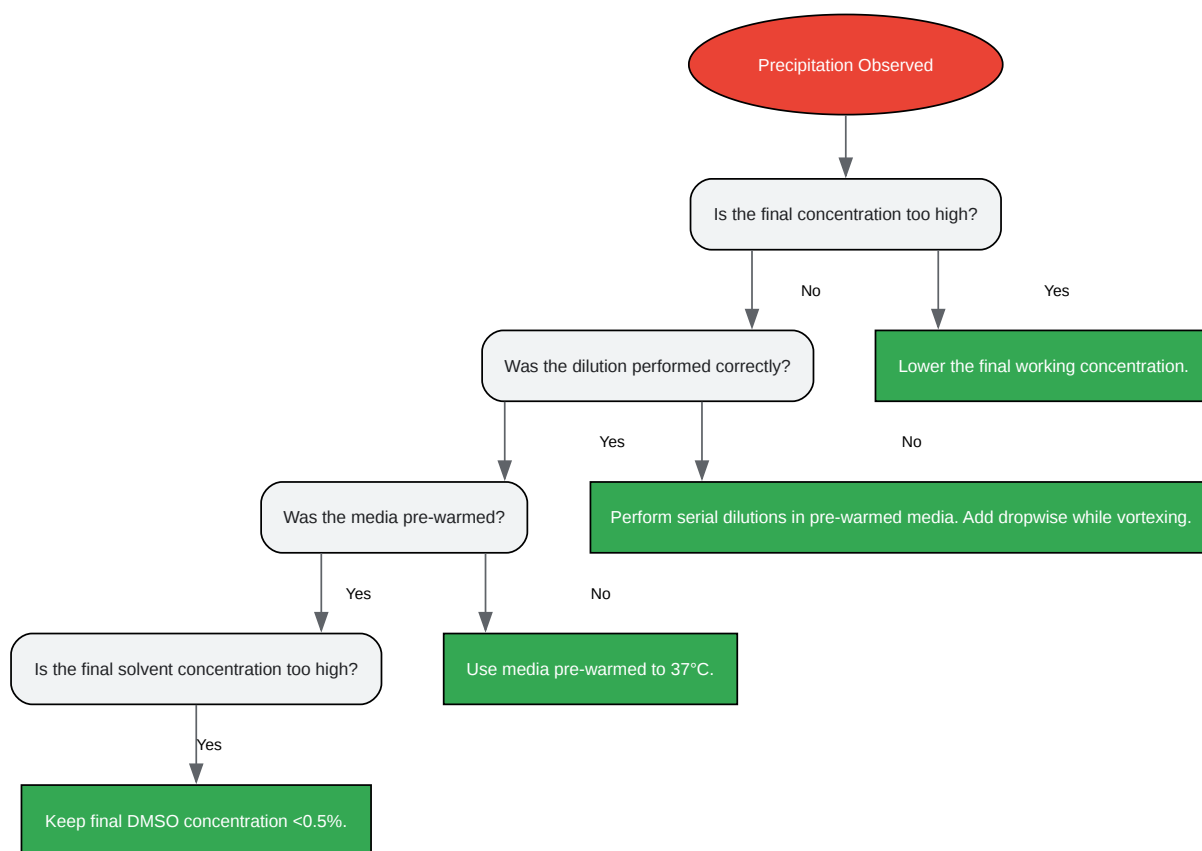 Precipitation Observed
Is the final concentration too high?
No
Yes
Was the dilution performed correctly?
Lower the final working concentration.
Yes
No
Was the media pre-warmed?
Perform serial dilutions in pre-warmed media. Add dropwise while vortexing.
Yes
No
Is the final solvent concentration too high?
Use media pre-warmed to 37°C.
Yes
Keep final DMSO concentration <0.5%.